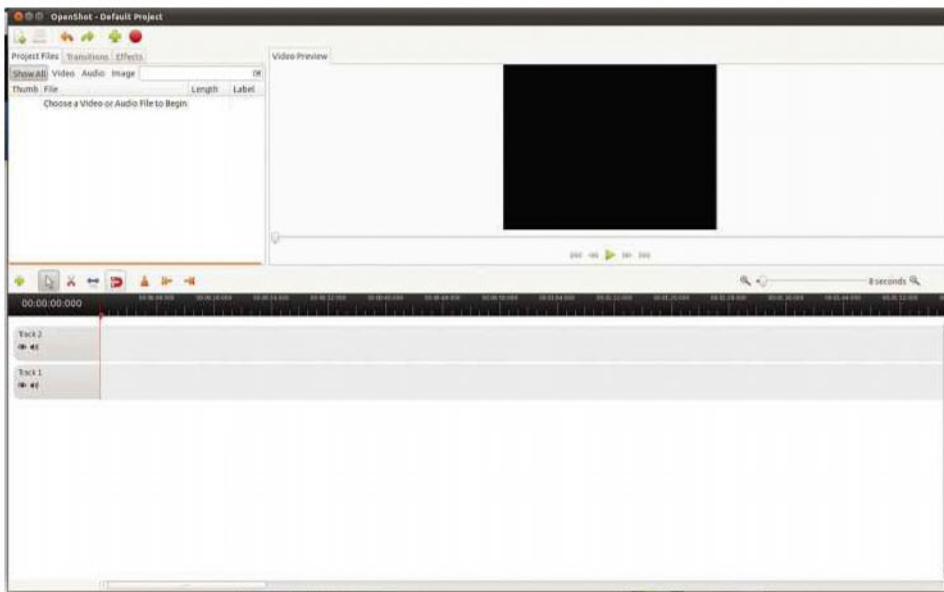 OpenShot - Default Project
Project Files Transitions Effects
Show All Video Audio Image
Thumb File Length Label
Choose a Video or Audio File to Begin
Video Preview
8 seconds
00:00:00:000
Track 2
Track 1